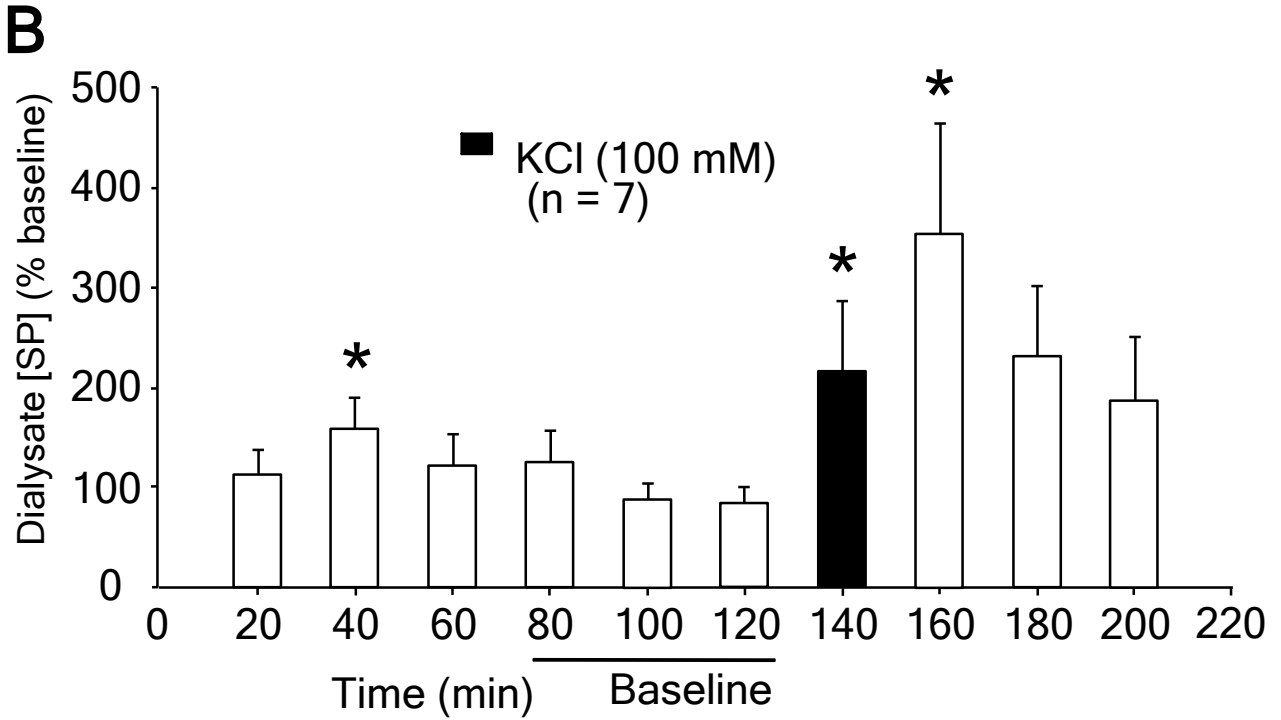 B
Dialysate [SP] (% baseline)
500
400
300
200
100
0
KCl (100 mM)
(n = 7)
*
*
*
0 20 40 60 80 100 120 140 160 180 200 220
Time (min)
Baseline